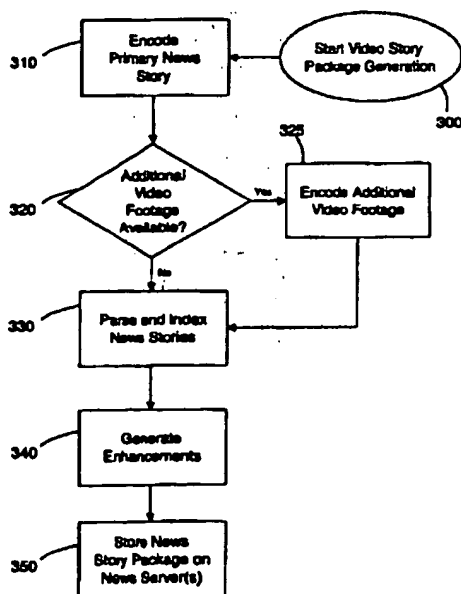 310
Encode
Primary News
Story
Start Video Story
Package Generation
300
320
Additional
Video
Footage
Available?
Yes
325
Encode Additional
Video Footage
No
330
Parse and Index
News Stories
340
Generate
Enhancements
350
Store News
Story Package on
News Server(s)